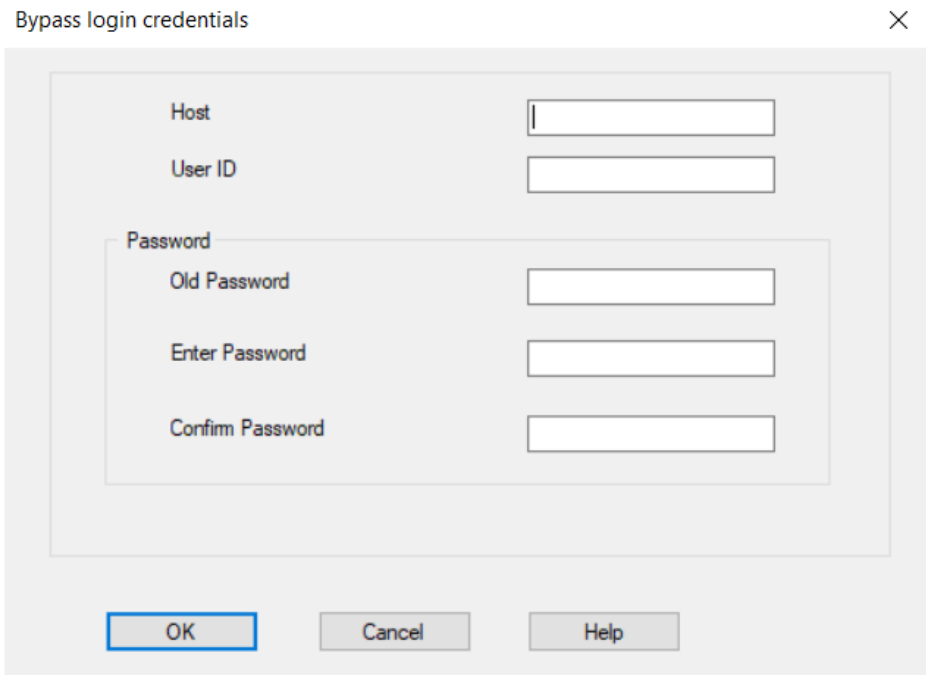 Bypass login credentials
Host
User ID
Password
Old Password
Enter Password
Confirm Password
OK Cancel Help